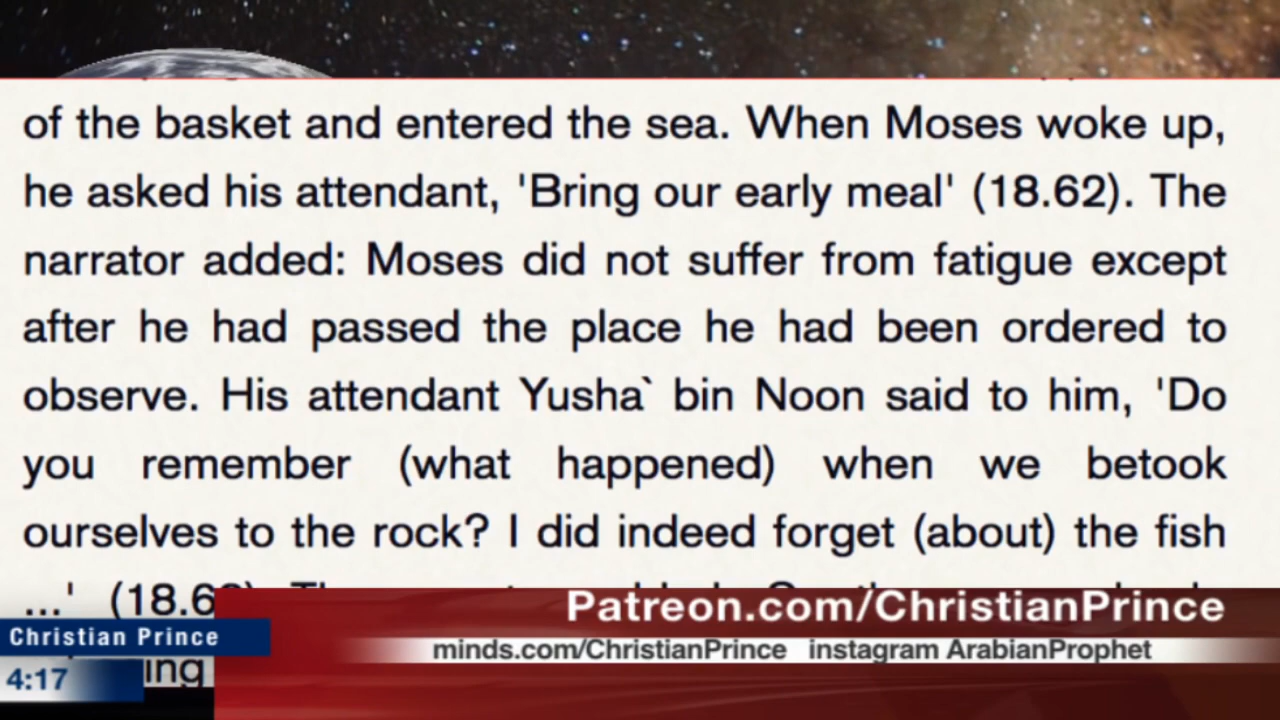 of the basket and entered the sea. When Moses woke up,
he asked his attendant, 'Bring our early meal' (18.62). The
narrator added: Moses did not suffer from fatigue except
after he had passed the place he had been ordered to
observe. His attendant Yusha` bin Noon said to him, 'Do
you remember (what happened) when we betook
ourselves to the rock? I did indeed forget (about) the fish
...' (18.6
Patreon.com/ChristianPrince
Christian Prince
minds.com/ChristianPrince instagram ArabianProphet
4:17